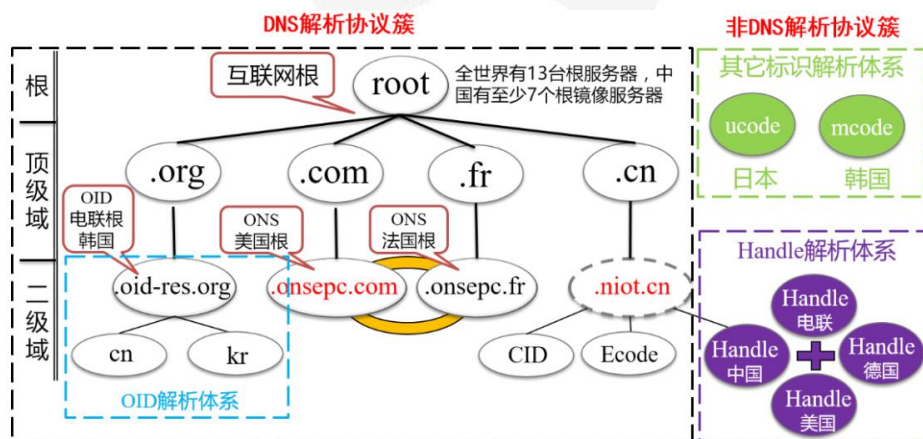 DNS解析协议簇
非DNS解析协议簇
根
互联网根
root
全世界有13台根服务器，中
国有至少7个根镜像服务器
其它标识解析体系
ucode
mcode
日本
韩国
顶级域
.org
.com
.fr
.cn
OID
电联根
韩国
ONS
美国根
ONS
法国根
二级域
.oid-res.org
.onsepc.com
.onsepc.fr
.niot.cn
cn
kr
CID
Ecode
OID解析体系
Handle解析体系
Handle
电联
Handle
中国
Handle
德国
Handle
美国